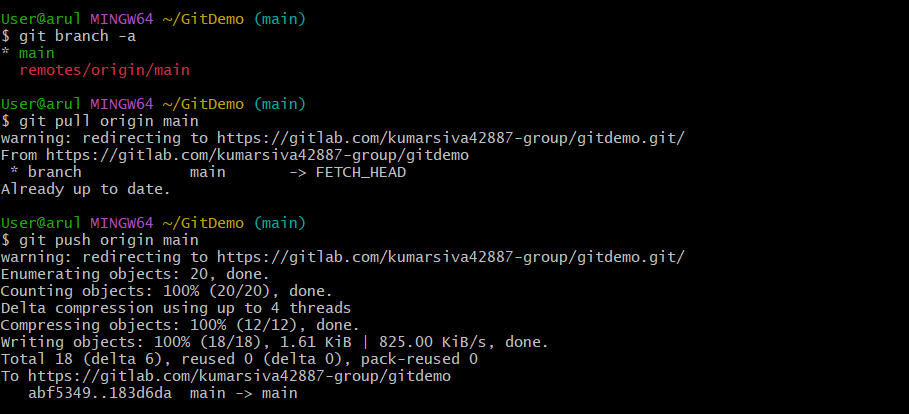 User@arul MINGW64 ~/GitDemo (main)
$ git branch -a
* main
  remotes/origin/main

User@arul MINGW64 ~/GitDemo (main)
$ git pull origin main
warning: redirecting to https://gitlab.com/kumarsiva42887-group/gitdemo.git/
From https://gitlab.com/kumarsiva42887-group/gitdemo
 * branch            main       -> FETCH_HEAD
Already up to date.

User@arul MINGW64 ~/GitDemo (main)
$ git push origin main
warning: redirecting to https://gitlab.com/kumarsiva42887-group/gitdemo.git/
Enumerating objects: 20, done.
Counting objects: 100% (20/20), done.
Delta compression using up to 4 threads
Compressing objects: 100% (12/12), done.
Writing objects: 100% (18/18), 1.61 KiB | 825.00 KiB/s, done.
Total 18 (delta 6), reused 0 (delta 0), pack-reused 0
To https://gitlab.com/kumarsiva42887-group/gitdemo
   abf5349..183d6da  main -> main